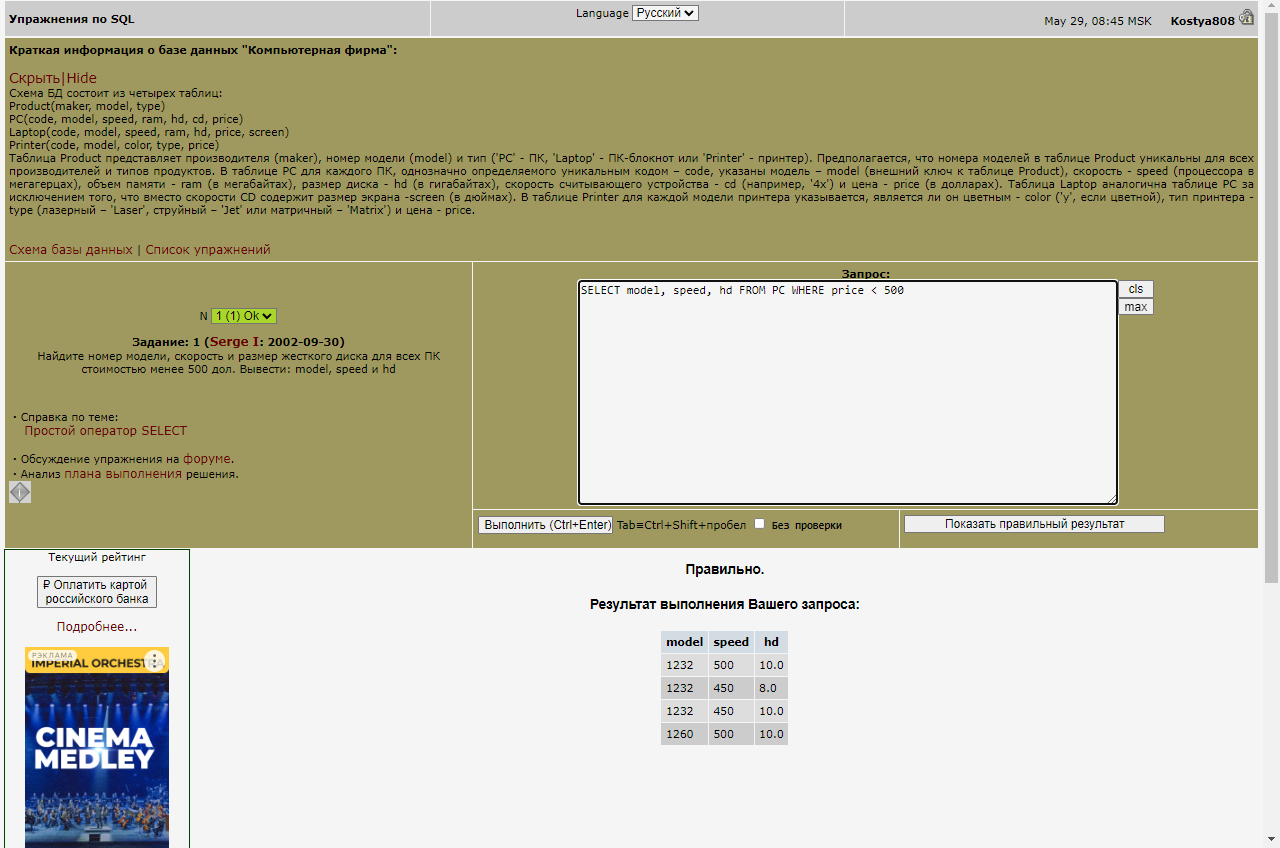 Упражнения по SQL
Language Русский
May 29, 08:45 MSK Kostya808
Краткая информация о базе данных "Компьютерная фирма":
Скрыть|Hide
Схема БД состоит из четырех таблиц:
Product(maker, model, type)
PC(code, model, speed, ram, hd, cd, price)
Laptop(code, model, speed, ram, hd, price, screen)
Printer(code, model, color, type, price)
Таблица Product представляет производителя (maker), номер модели (model) и тип ('PC' - ПК, 'Laptop' - ПК-блокнот или 'Printer' - принтер). Предполагается, что номера моделей в таблице Product уникальны для всех
производителей и типов продуктов. В таблице PC для каждого ПК, однозначно определяемого уникальным кодом – code, указаны модель – model (внешний ключ к таблице Product), скорость - speed (процессора в
мегагерцах), объем памяти - ram (в мегабайтах), размер диска - hd (в гигабайтах), скорость считывающего устройства - cd (например, '4x') и цена - price (в долларах). Таблица Laptop аналогична таблице РС за
исключением того, что вместо скорости CD содержит размер экрана -screen (в дюймах). В таблице Printer для каждой модели принтера указывается, является ли он цветным - color ('y', если цветной), тип принтера -
type (лазерный – 'Laser', струйный – 'Jet' или матричный – 'Matrix') и цена - price.
Схема базы данных | Список упражнений
N 1 (1) Ok
Задание: 1 (Serge I: 2002-09-30)
Найдите номер модели, скорость и размер жесткого диска для всех ПК
стоимостью менее 500 дол. Вывести: model, speed и hd
· Справка по теме:
Простой оператор SELECT
· Обсуждение упражнения на форуме.
· Анализ плана выполнения решения.
Запрос:
SELECT model, speed, hd FROM PC WHERE price < 500
cls
max
Выполнить (Ctrl+Enter) Tab≡Ctrl+Shift+пробел Без проверки
Показать правильный результат
Текущий рейтинг
₽ Оплатить картой
российского банка
Подробнее...
РЕКЛАМА
IMPERIAL ORCHESTRA
CINEMA
MEDLEY
Правильно.
Результат выполнения Вашего запроса:
model speed hd
1232 500 10.0
1232 450 8.0
1232 450 10.0
1260 500 10.0